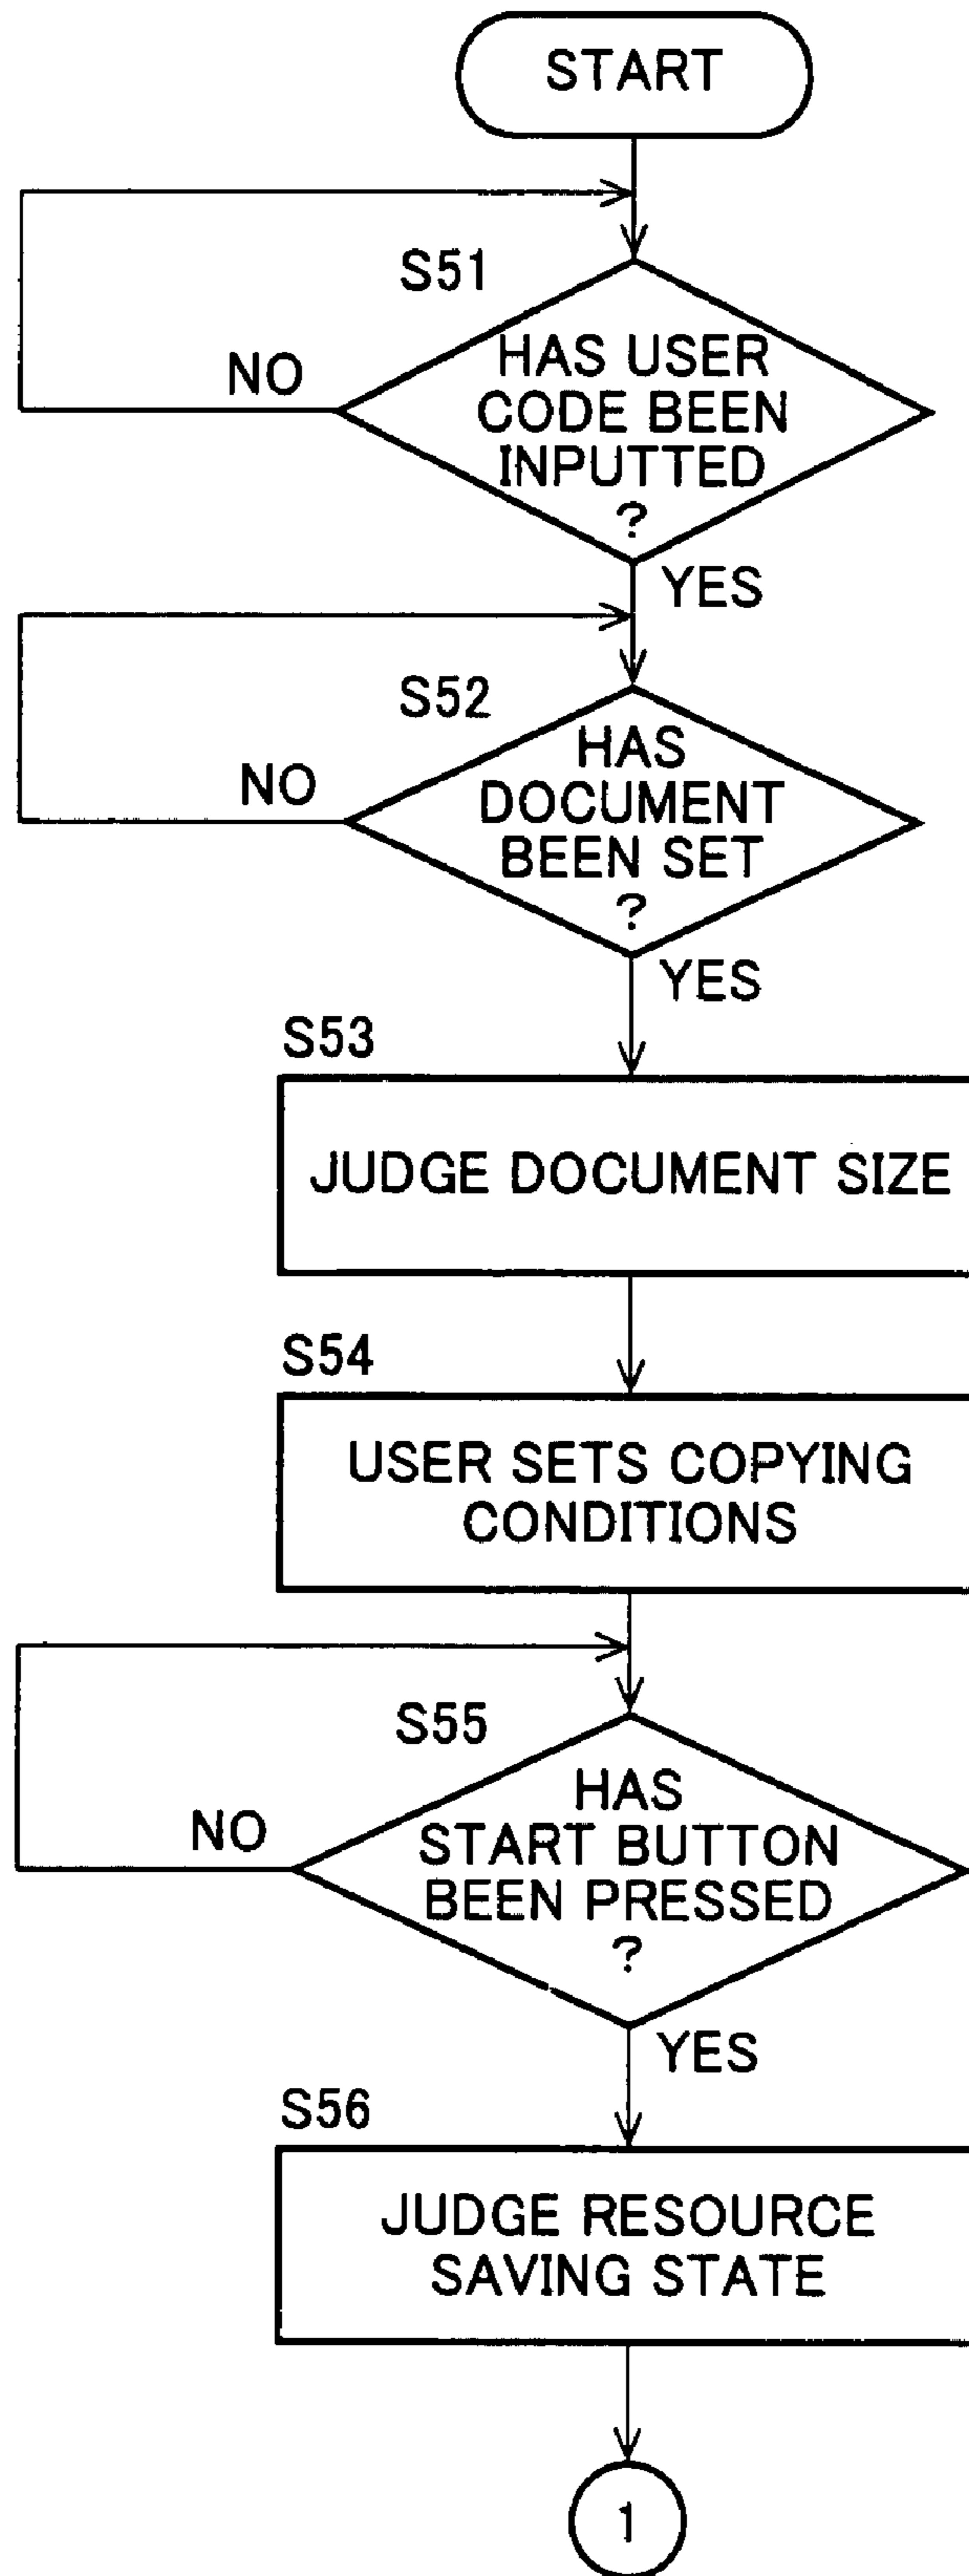 START
S51
HAS USER
CODE BEEN
INPUTTED
?
NO
YES
S52
HAS
DOCUMENT
BEEN SET
?
NO
YES
S53
JUDGE DOCUMENT SIZE
S54
USER SETS COPYING
CONDITIONS
S55
HAS
START BUTTON
BEEN PRESSED
?
NO
YES
S56
JUDGE RESOURCE
SAVING STATE
1